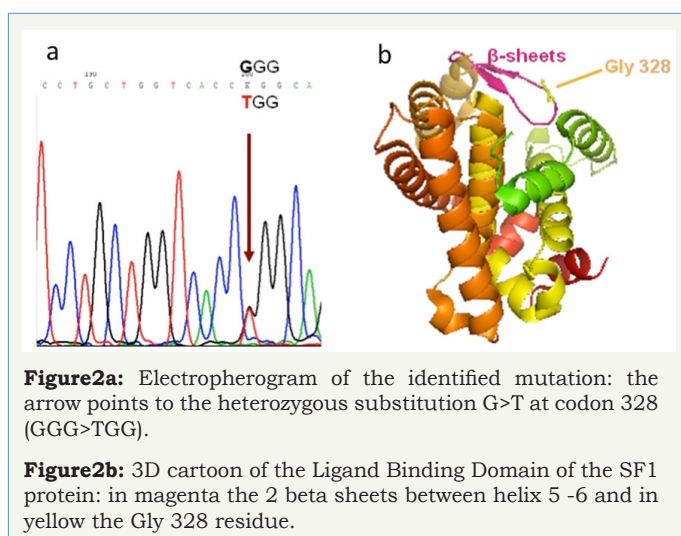 a
GGG
190
C C T G C T G G T C A C C K G G C A
TGG
b
β-sheets
Gly 328
Figure2a: Electropherogram of the identified mutation: the
arrow points to the heterozygous substitution G>T at codon 328
(GGG>TGG).
Figure2b: 3D cartoon of the Ligand Binding Domain of the SF1
protein: in magenta the 2 beta sheets between helix 5 -6 and in
yellow the Gly 328 residue.